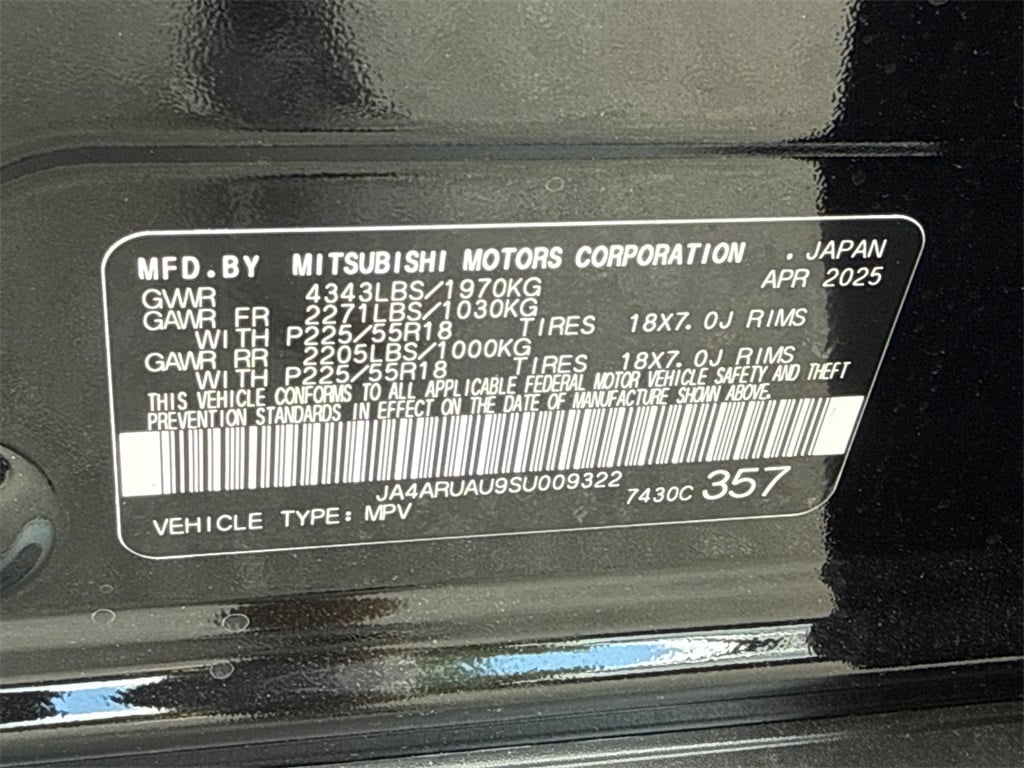 MFD.BY MITSUBISHI MOTORS CORPORATION . JAPAN
APR 2025
GVWR 4343LBS/1970KG
GAWR FR 2271LBS/1030KG
WITH P225/55R18 TIRES 18X7.0J RIMS
GAWR RR 2205LBS/1000KG
WITH P225/55R18 TIRES 18X7.0J RIMS
THIS VEHICLE CONFORMS TO ALL APPLICABLE FEDERAL MOTOR VEHICLE SAFETY AND THEFT
PREVENTION STANDARDS IN EFFECT ON THE DATE OF MANUFACTURE SHOWN ABOVE.
JA4ARUAU9SU009322 7430C 357
VEHICLE TYPE: MPV